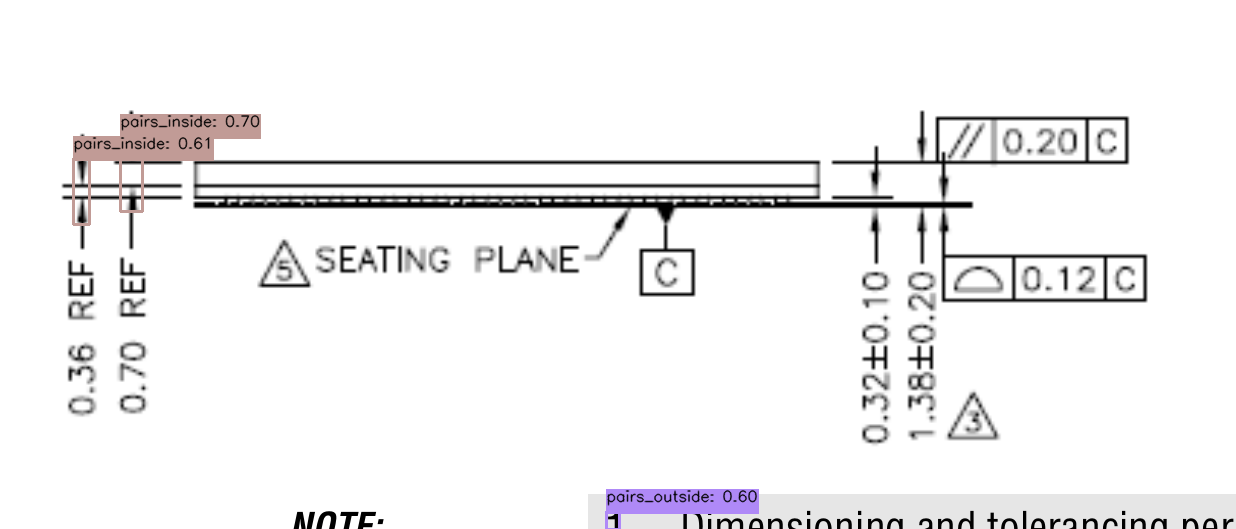 pairs_inside: 0.70
pairs_inside: 0.61
// 0.20 C
5 SEATING PLANE
C
⌓ 0.12 C
0.36 REF
0.70 REF
0.32±0.10
1.38±0.20
3
pairs_outside: 0.60
NOTE:
1 Dimensioning and tolerancing per